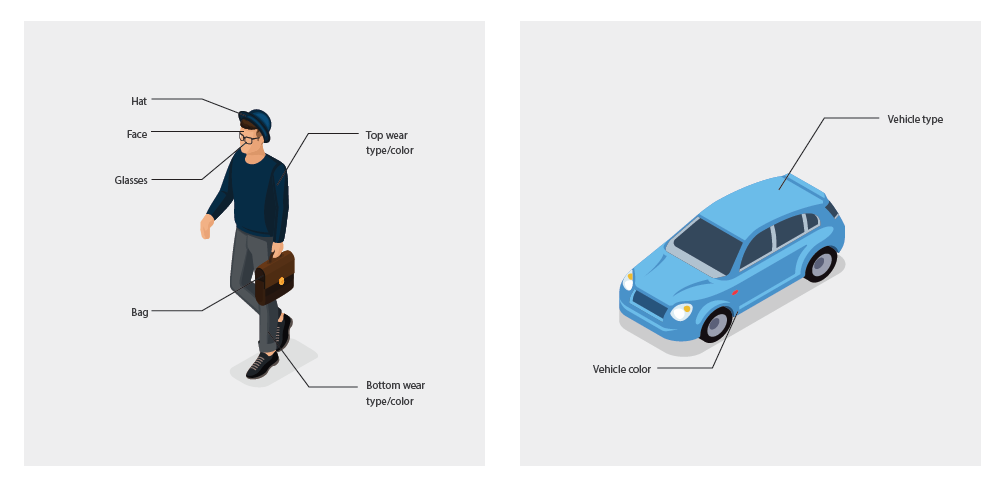 Hat
Face
Glasses
Bag
Top wear
type/color
Bottom wear
type/color
Vehicle type
Vehicle color